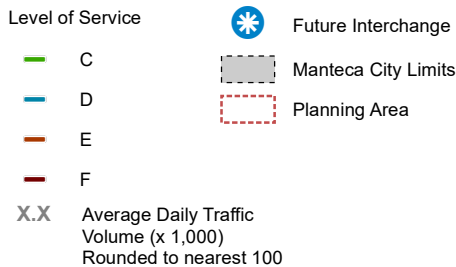 Level of Service
C
D
E
F
X.X Average Daily Traffic
Volume (x 1,000)
Rounded to nearest 100
Future Interchange
Manteca City Limits
Planning Area